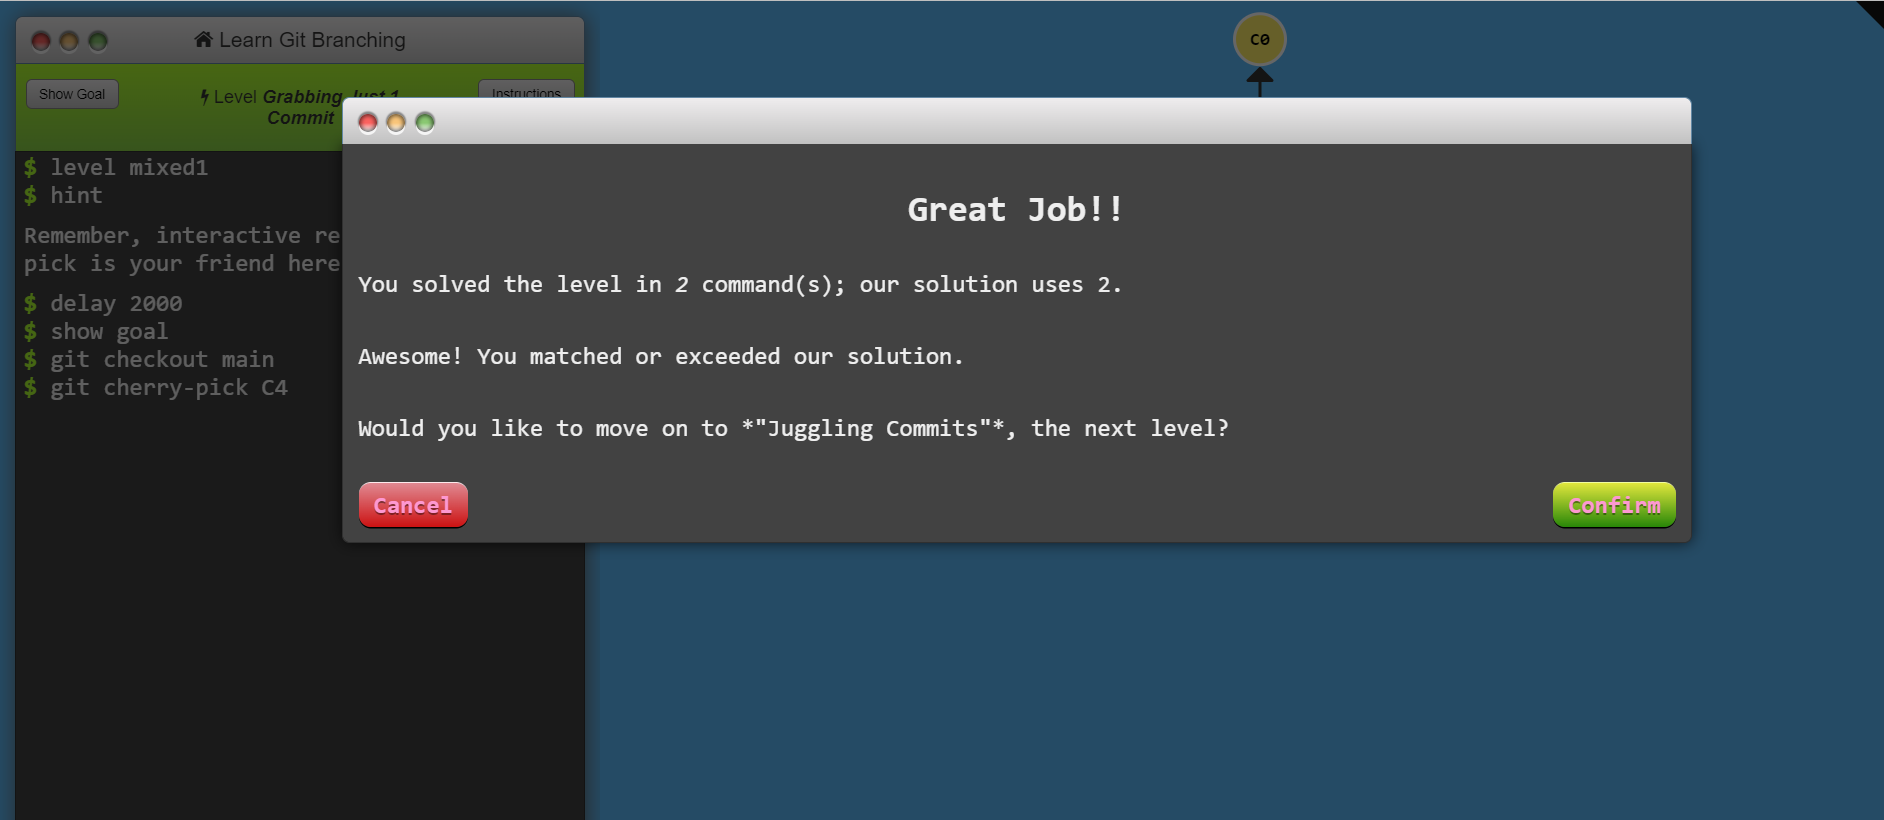 Learn Git Branching
Show Goal
Level Grabbing Just 1
Commit
Instructions
$ level mixed1
$ hint
Remember, interactive re
pick is your friend here
$ delay 2000
$ show goal
$ git checkout main
$ git cherry-pick C4
C0
Great Job!!
You solved the level in 2 command(s); our solution uses 2.
Awesome! You matched or exceeded our solution.
Would you like to move on to *"Juggling Commits"*, the next level?
Cancel
Confirm